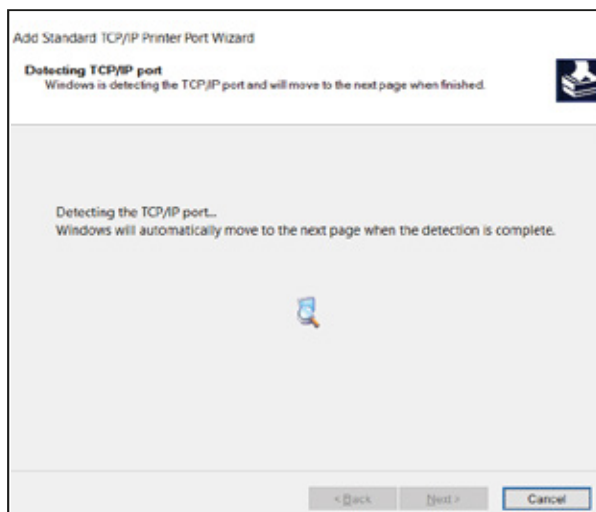 Add Standard TCP/IP Printer Port Wizard
Detecting TCP/IP port
Windows is detecting the TCP/IP port and will move to the next page when finished.
Detecting the TCP/IP port...
Windows will automatically move to the next page when the detection is complete.
< Back Next > Cancel